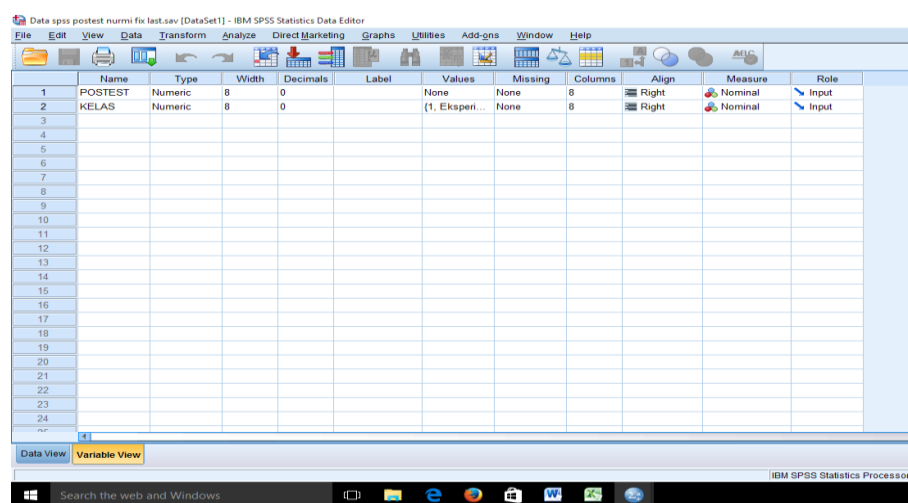 Data spss postest nurmi fix last.sav [DataSet1] - IBM SPSS Statistics Data Editor
File Edit View Data Transform Analyze Direct Marketing Graphs Utilities Add-ons Window Help
Name Type Width Decimals Label Values Missing Columns Align Measure Role
1 POSTEST Numeric 8 0 None None 8 Right Nominal Input
2 KELAS Numeric 8 0 {1, Eksperi... None 8 Right Nominal Input
3
4
5
6
7
8
9
10
11
12
13
14
15
16
17
18
19
20
21
22
23
24
Data View Variable View
IBM SPSS Statistics Processor
Search the web and Windows